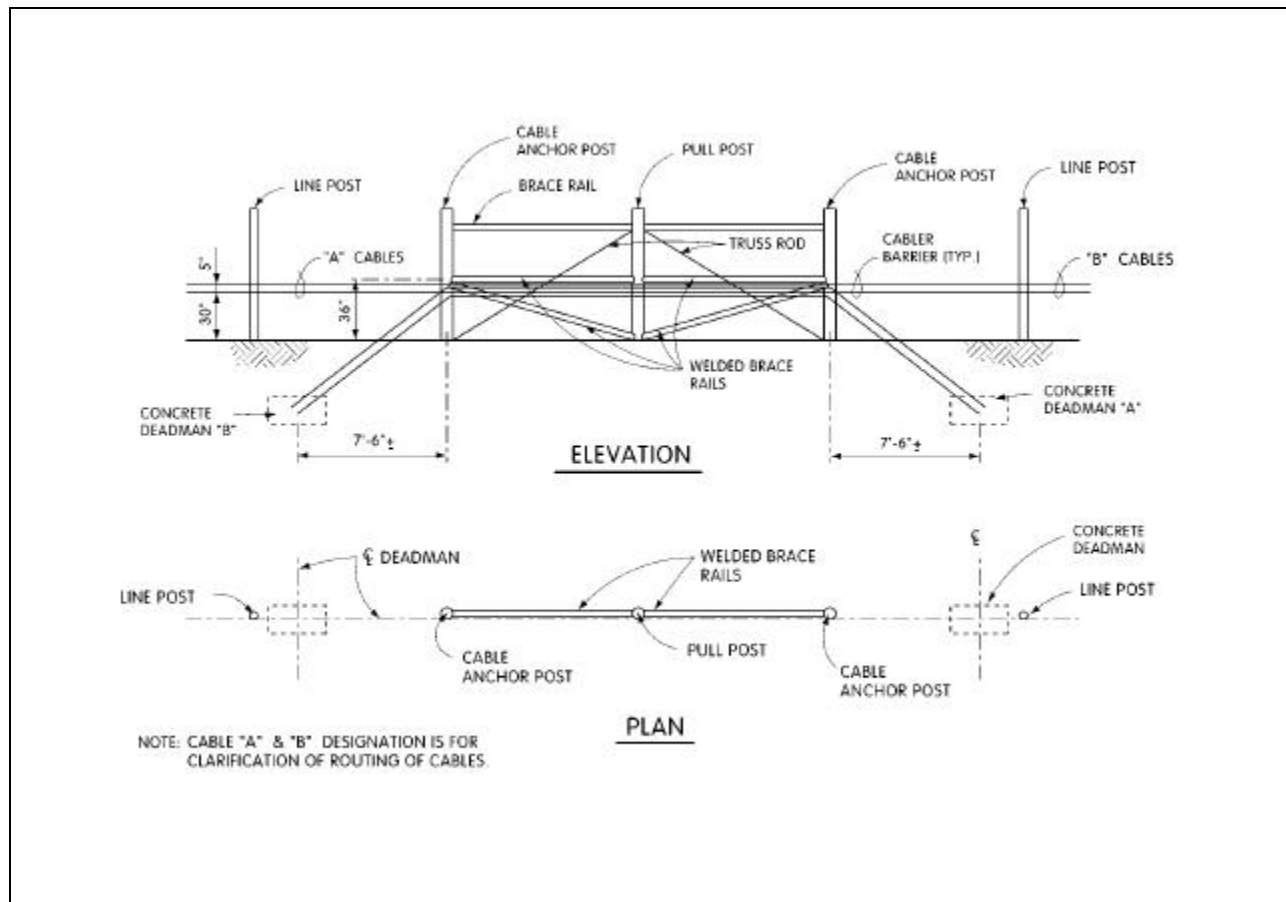 CABLE
ANCHOR POST
PULL POST
CABLE
ANCHOR POST
LINE POST
LINE POST
BRACE RAIL
TRUSS ROD
CABLER
BARRIER (TYP.)
"A" CABLES
"B" CABLES
5"
30"
36"
WELDED BRACE
RAILS
CONCRETE
DEADMAN "B"
CONCRETE
DEADMAN "A"
7'-6"±
7'-6"±
ELEVATION
℄ DEADMAN
WELDED BRACE
RAILS
℄
CONCRETE
DEADMAN
LINE POST
LINE POST
CABLE
ANCHOR POST
PULL POST
CABLE
ANCHOR POST
PLAN
NOTE: CABLE "A" & "B" DESIGNATION IS FOR
CLARIFICATION OF ROUTING OF CABLES.